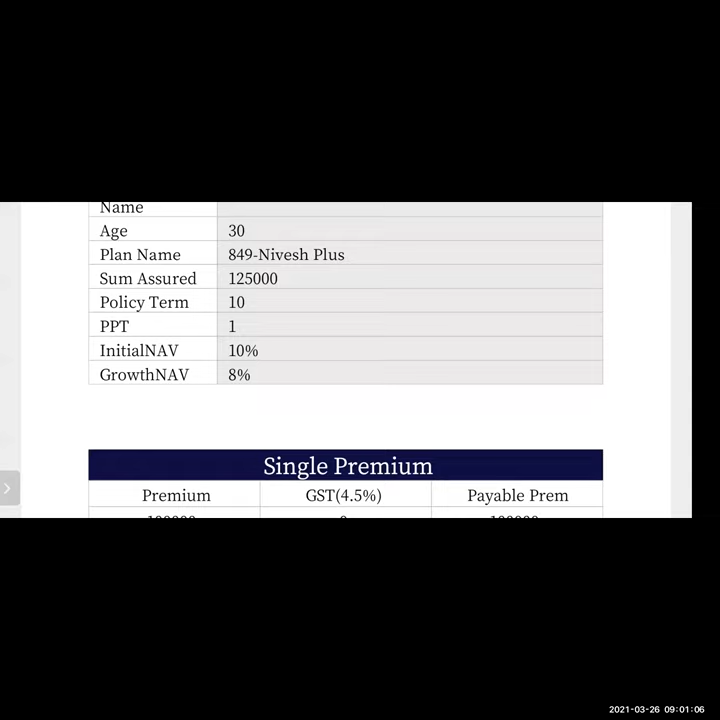 Name
Age 30
Plan Name 849-Nivesh Plus
Sum Assured 125000
Policy Term 10
PPT 1
InitialNAV 10%
GrowthNAV 8%
Single Premium
Premium GST(4.5%) Payable Prem
2021-03-26 09:01:06